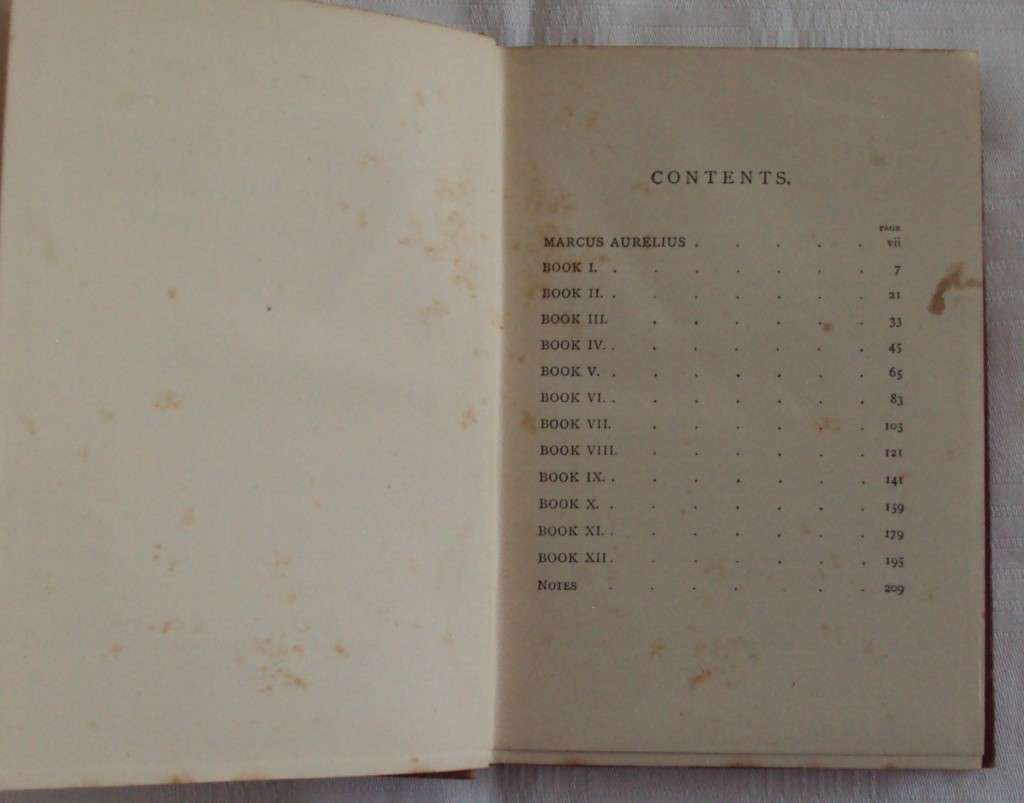 CONTENTS.
PAGE
MARCUS AURELIUS . . . . . vii
BOOK I. . . . . . . . 7
BOOK II. . . . . . . . 21
BOOK III. . . . . . . 33
BOOK IV. . . . . . . . 45
BOOK V. . . . . . . . 65
BOOK VI. . . . . . . . 83
BOOK VII. . . . . . . 103
BOOK VIII. . . . . . . 121
BOOK IX. . . . . . . . 141
BOOK X. . . . . . . . 159
BOOK XI. . . . . . . . 179
BOOK XII. . . . . . . 195
NOTES . . . . . . . 209